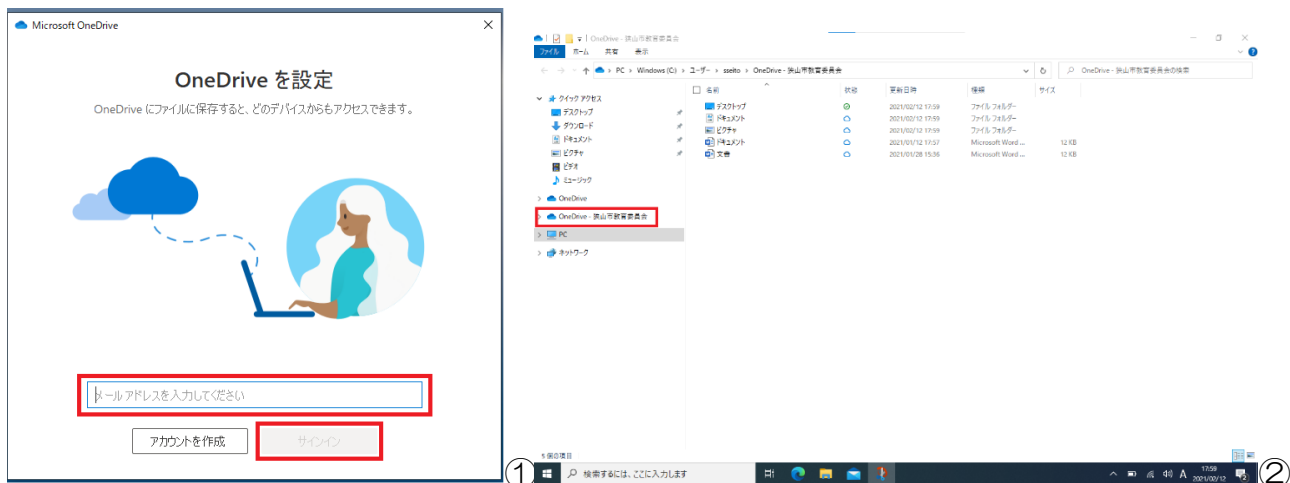 Microsoft OneDrive
OneDrive を設定
OneDrive にファイルに保存すると、どのデバイスからもアクセスできます。
メール アドレスを入力してください
アカウントを作成
サインイン
①
OneDrive - 狭山市教育委員会
ファイル ホーム 共有 表示
PC › Windows (C:) › ユーザー › sseito › OneDrive - 狭山市教育委員会
OneDrive - 狭山市教育委員会の検索
名前 状態 更新日時 種類 サイズ
クイック アクセス
デスクトップ
ダウンロード
ドキュメント
ピクチャ
ビデオ
ミュージック
OneDrive
OneDrive - 狭山市教育委員会
PC
ネットワーク
デスクトップ 2021/02/12 17:59 ファイル フォルダー
ドキュメント 2021/02/12 17:59 ファイル フォルダー
ピクチャ 2021/02/12 17:59 ファイル フォルダー
ドキュメント 2021/01/12 17:57 Microsoft Word ... 12 KB
文書 2021/01/28 15:36 Microsoft Word ... 12 KB
5 個の項目
検索するには、ここに入力します
A
17:59
2021/02/12
②